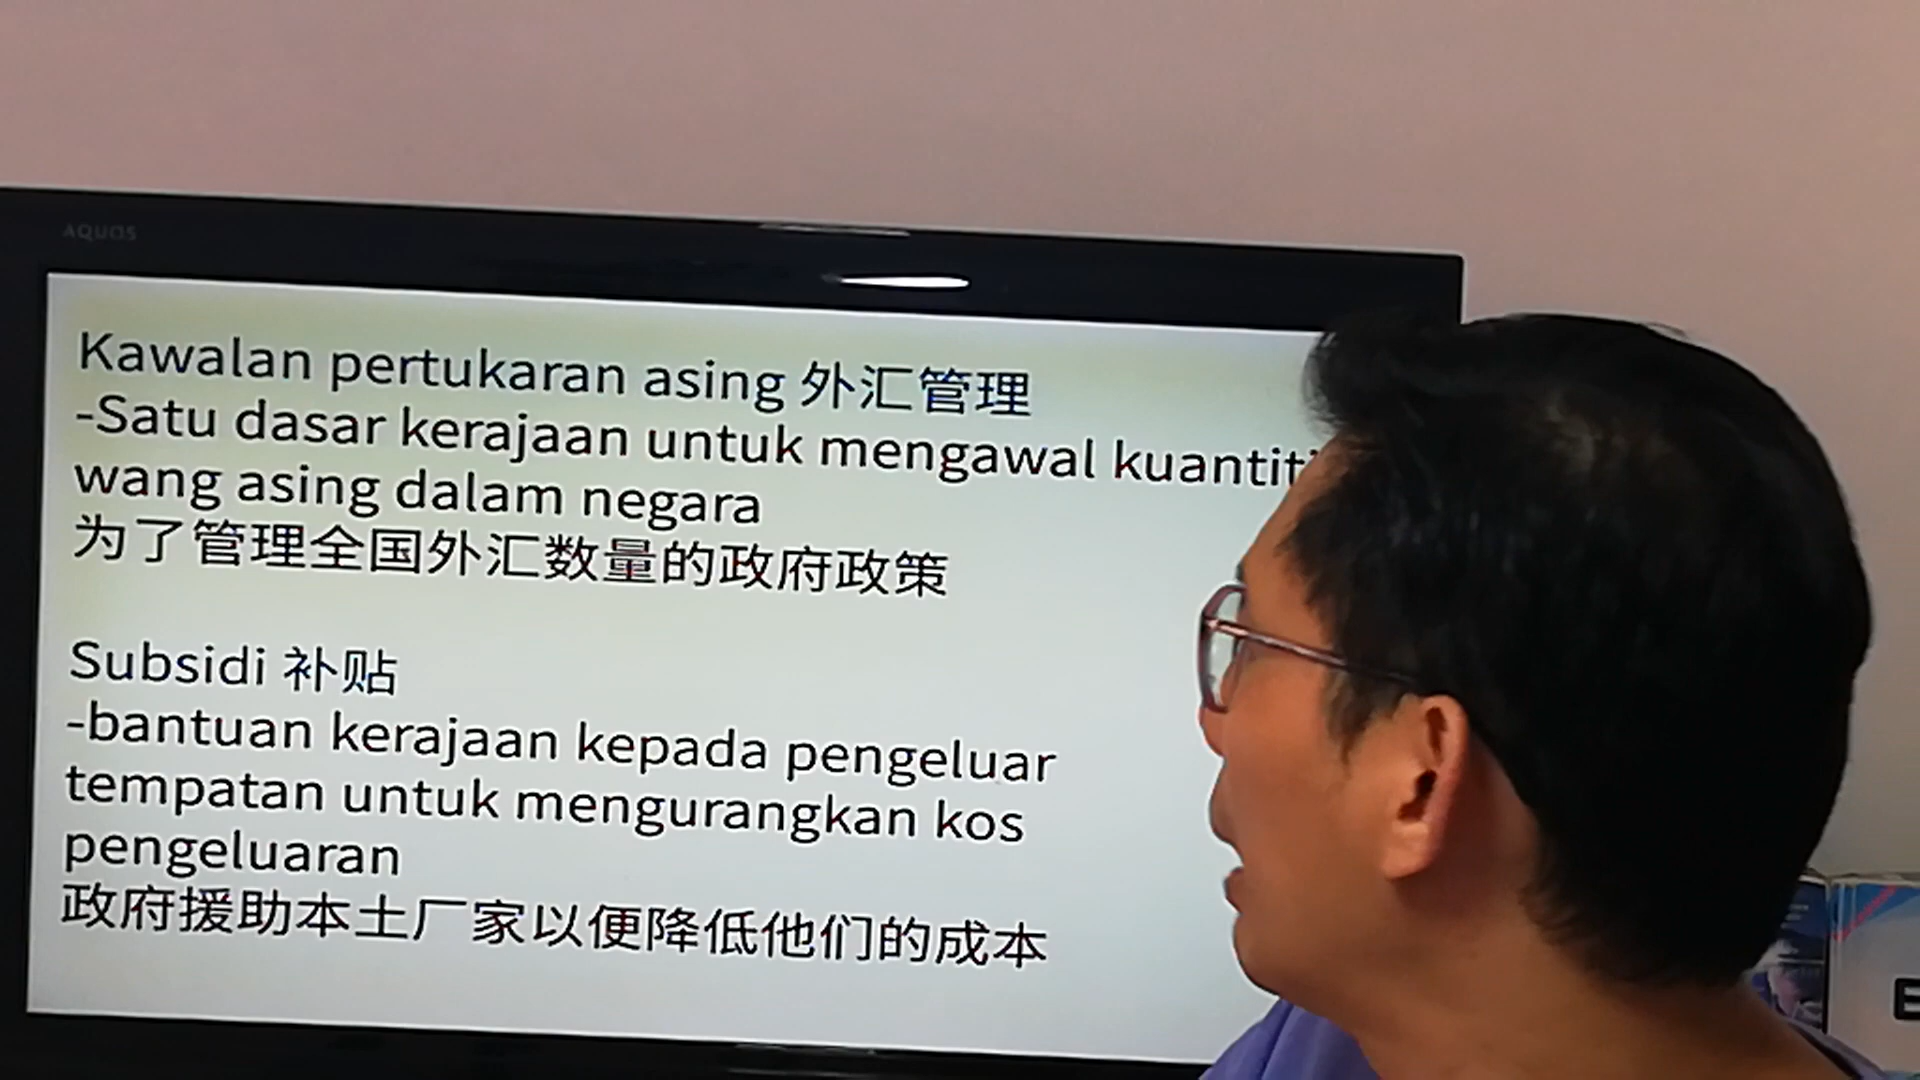 AQUOS
Kawalan pertukaran asing 外汇管理
-Satu dasar kerajaan untuk mengawal kuantiti
wang asing dalam negara
为了管理全国外汇数量的政府政策
Subsidi 补贴
-bantuan kerajaan kepada pengeluar
tempatan untuk mengurangkan kos
pengeluaran
政府援助本土厂家以便降低他们的成本